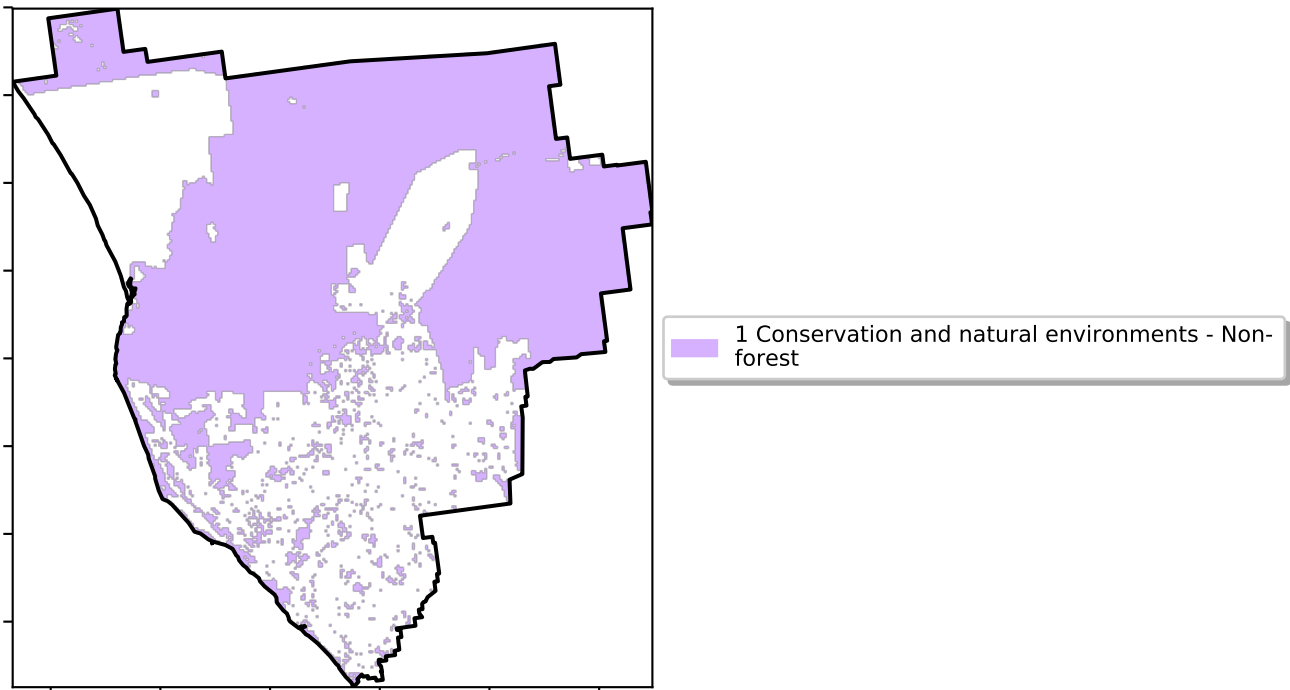 1 Conservation and natural environments - Non-
forest